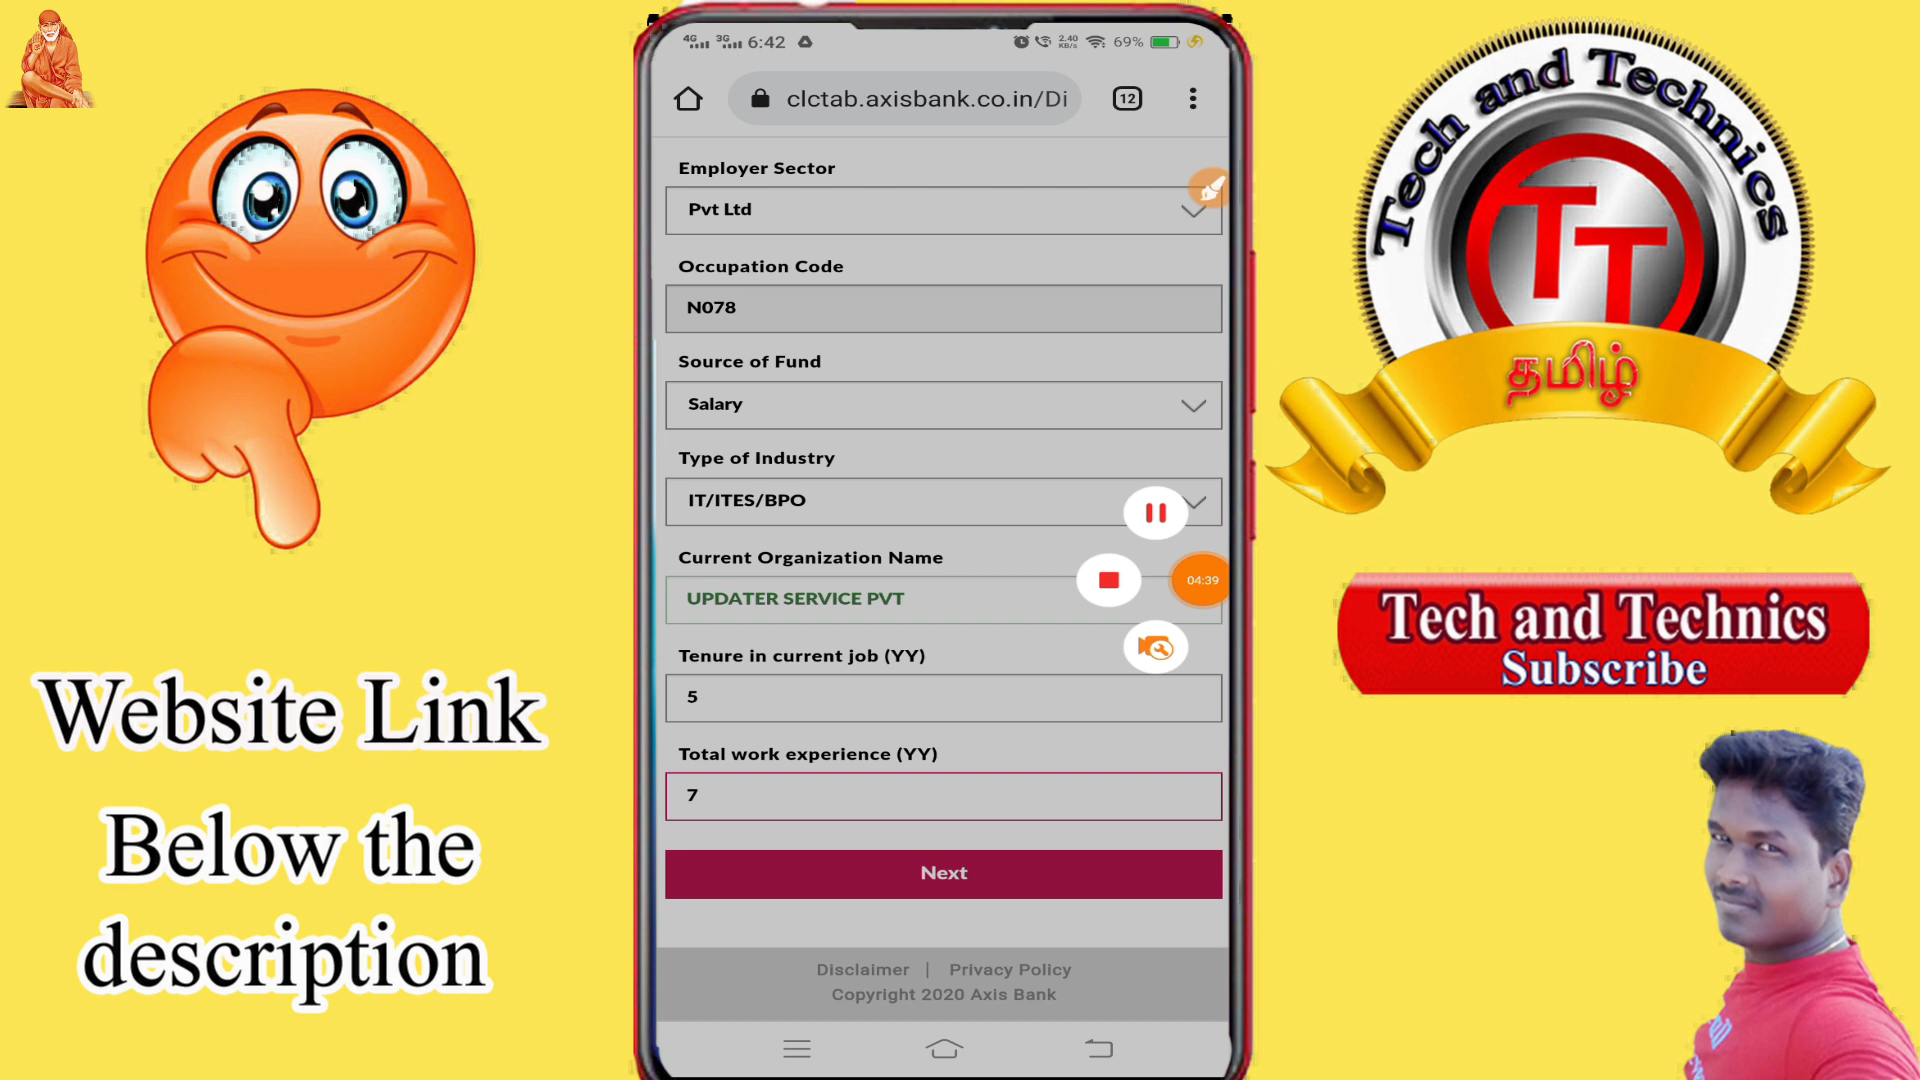 4G 3G 6:42 2.40 KB/s 69%
clctab.axisbank.co.in/Di 12
Employer Sector
Pvt Ltd
Occupation Code
N078
Source of Fund
Salary
Type of Industry
IT/ITES/BPO
Current Organization Name
UPDATER SERVICE PVT
04:39
Tenure in current job (YY)
5
Total work experience (YY)
7
Next
Disclaimer | Privacy Policy
Copyright 2020 Axis Bank
Website Link
Below the
description
Tech and Technics
TT
தமிழ்
Tech and Technics
Subscribe